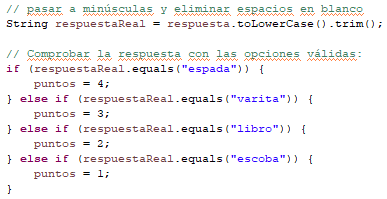 // pasar a minúsculas y eliminar espacios en blanco
String respuestaReal = respuesta.toLowerCase().trim();

// Comprobar la respuesta con las opciones válidas:
if (respuestaReal.equals("espada")) {
    puntos = 4;
} else if (respuestaReal.equals("varita")) {
    puntos = 3;
} else if (respuestaReal.equals("libro")) {
    puntos = 2;
} else if (respuestaReal.equals("escoba")) {
    puntos = 1;
}